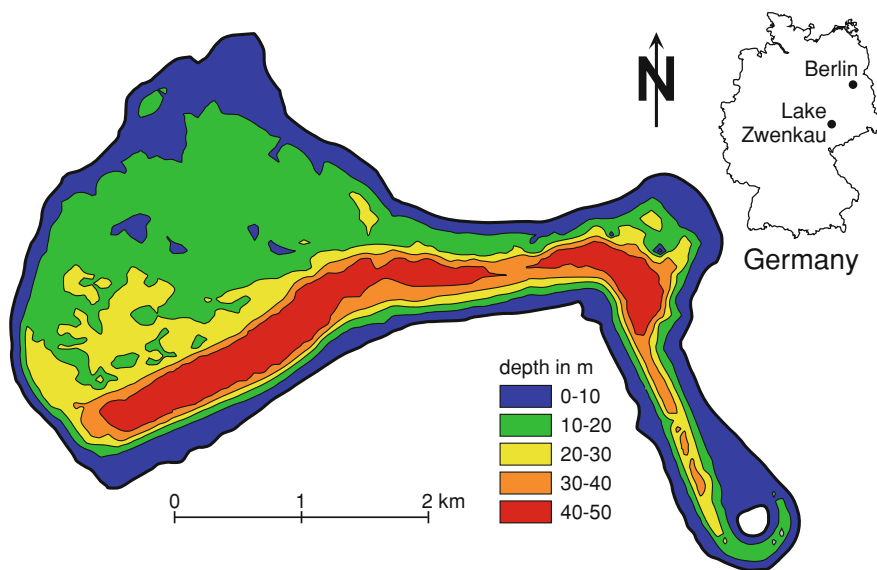 N
Berlin
Lake
Zwenkau
Germany
depth in m
0-10
10-20
20-30
30-40
40-50
0 1 2 km